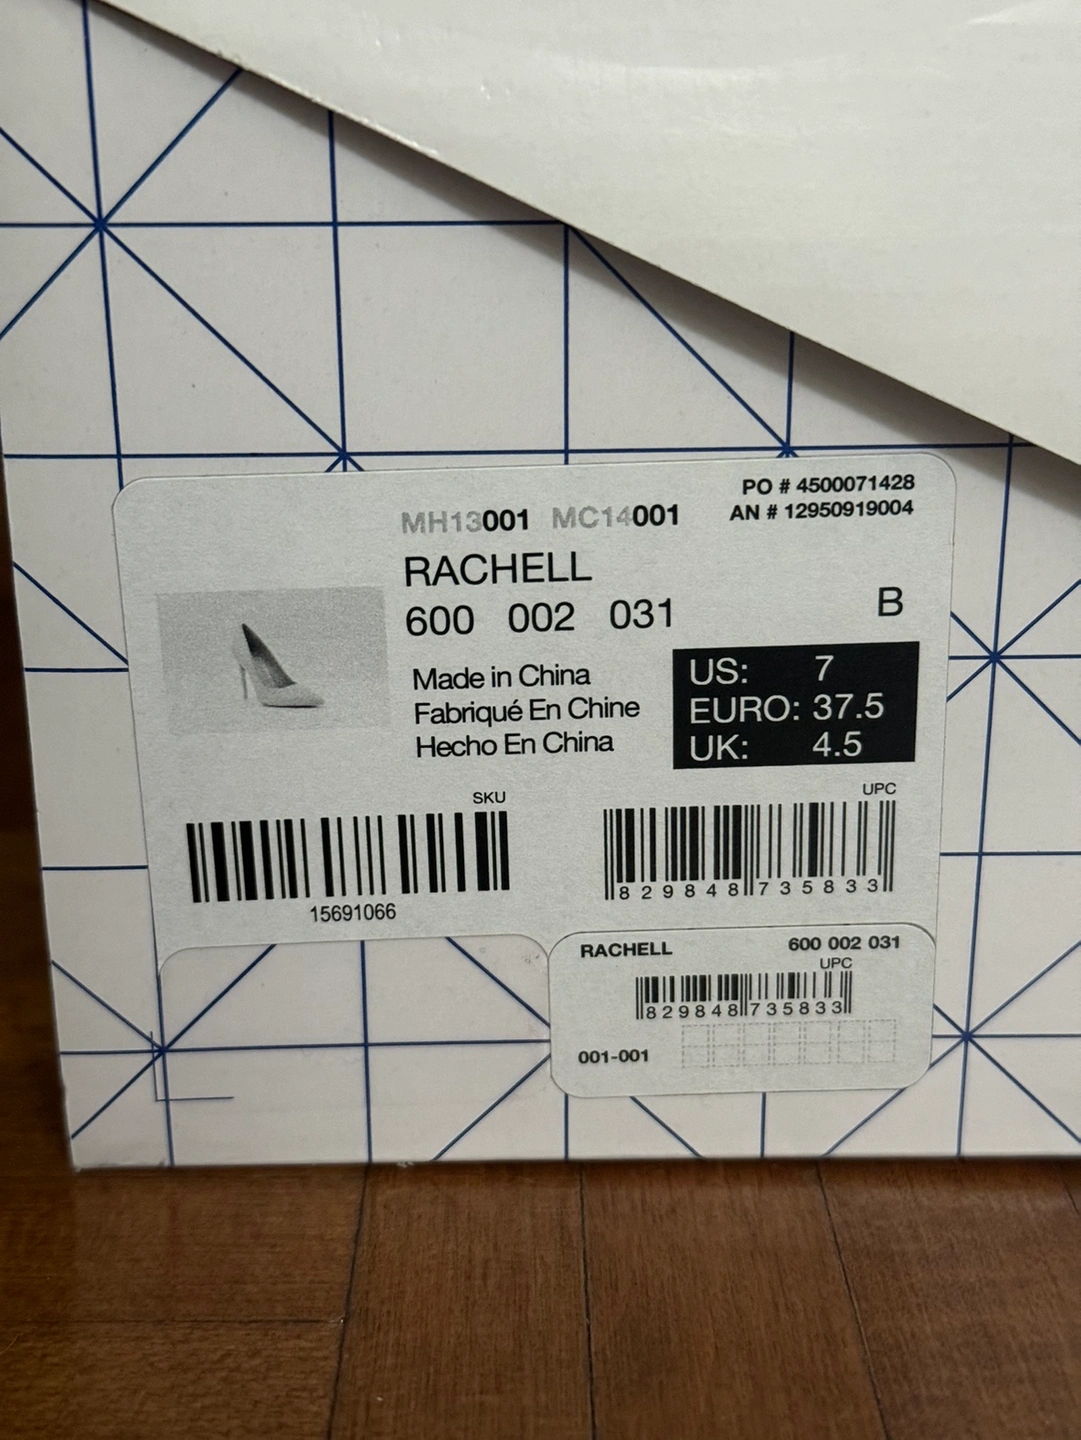 PO # 4500071428
AN # 12950919004
MH13001 MC14001
RACHELL
600 002 031
B
Made in China
Fabriqué En Chine
Hecho En China
US: 7
EURO: 37.5
UK: 4.5
SKU
15691066
UPC
829848735833
RACHELL 600 002 031
UPC
829848735833
001-001